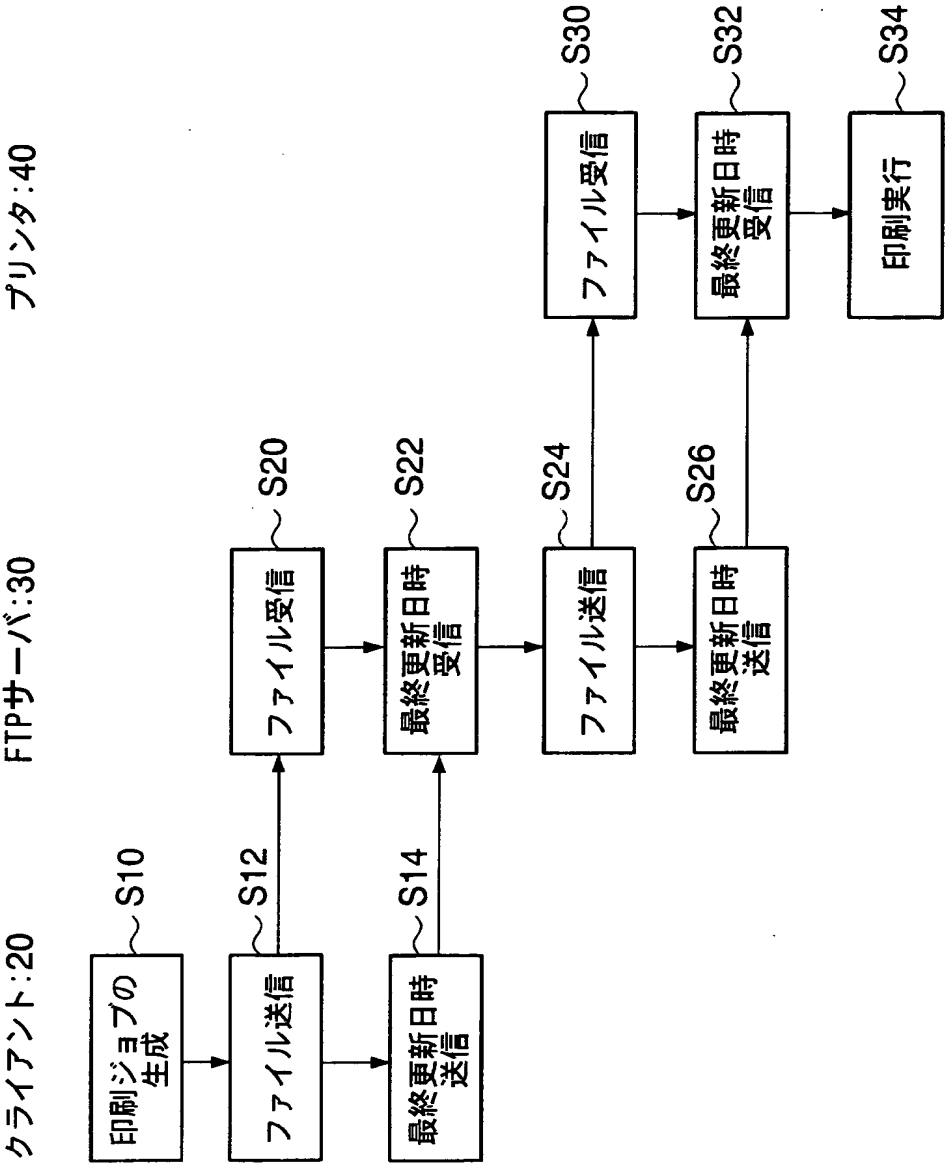 クライアント:20
FTPサーバ:30
プリンタ:40
S10
印刷ジョブの
生成
S12
ファイル送信
S20
ファイル受信
S14
最終更新日時
送信
S22
最終更新日時
受信
S24
ファイル送信
S30
ファイル受信
S26
最終更新日時
送信
S32
最終更新日時
受信
S34
印刷実行